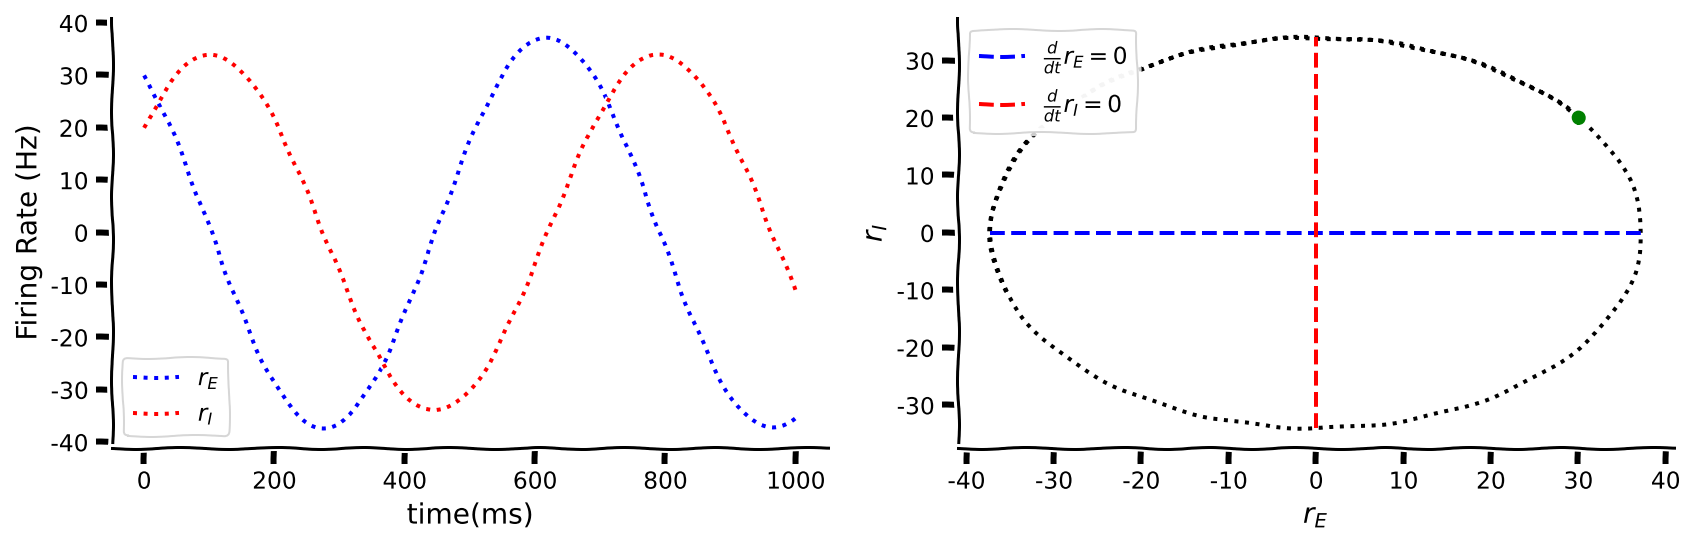 40
30
20
10
0
-10
-20
-30
-40
Firing Rate (Hz)
r_E
r_I
0 200 400 600 800 1000
time(ms)
d/dt r_E = 0
d/dt r_I = 0
30
20
10
0
-10
-20
-30
r_I
-40 -30 -20 -10 0 10 20 30 40
r_E